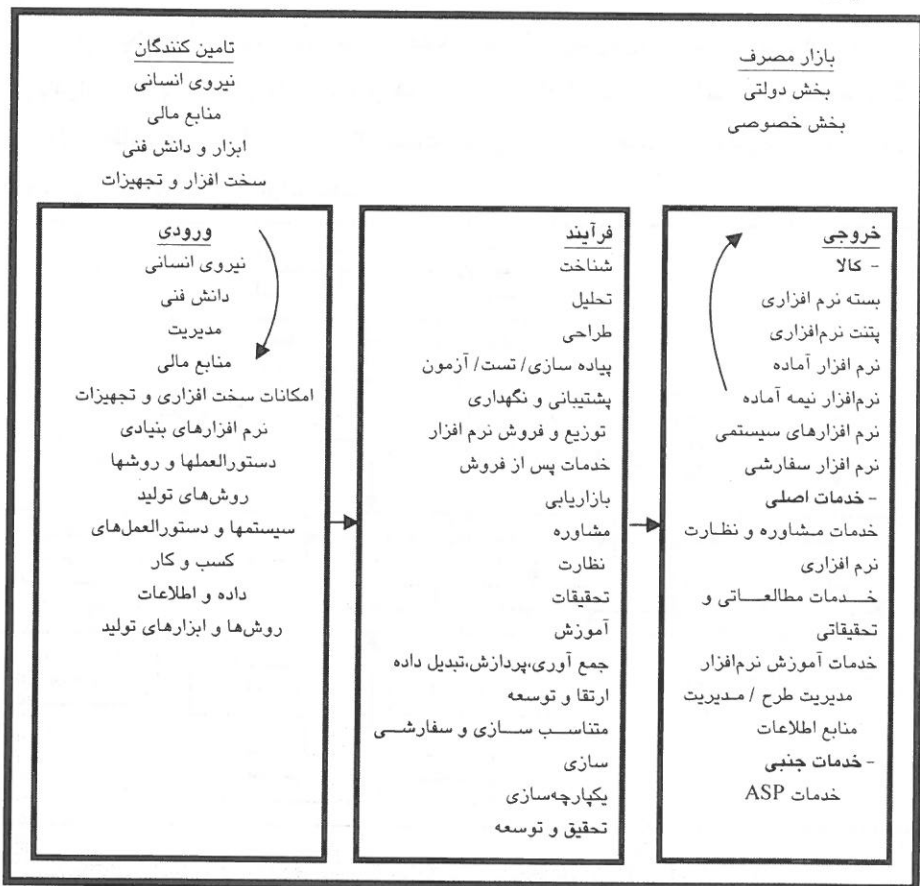 تامین کنندگان
نیروی انسانی
منابع مالی
ابزار و دانش فنی
سخت افزار و تجهیزات
بازار مصرف
بخش دولتی
بخش خصوصی
ورودی
نیروی انسانی
دانش فنی
مدیریت
منابع مالی
امکانات سخت افزاری و تجهیزات
نرم افزارهای بنیادی
دستورالعملها و روشها
روش‌های تولید
سیستمها و دستورالعمل‌های
کسب و کار
داده و اطلاعات
روش‌ها و ابزارهای تولید
فرآیند
شناخت
تحلیل
طراحی
پیاده سازی/ تست/ آزمون
پشتیبانی و نگهداری
توزیع و فروش نرم افزار
خدمات پس از فروش
بازاریابی
مشاوره
نظارت
تحقیقات
آموزش
جمع آوری،پردازش،تبدیل داده
ارتقا و توسعه
متناسب سازی و سفارشی
سازی
یکپارچه‌سازی
تحقیق و توسعه
خروجی
- کالا
بسته نرم افزاری
پتنت نرم‌افزاری
نرم افزار آماده
نرم‌افزار نیمه آماده
نرم افزارهای سیستمی
نرم افزار سفارشی
- خدمات اصلی
خدمات مشاوره و نظارت
نرم افزاری
خدمات مطالعاتی و
تحقیقاتی
خدمات آموزش نرم‌افزار
مدیریت طرح / مدیریت
منابع اطلاعات
- خدمات جنبی
خدمات ASP